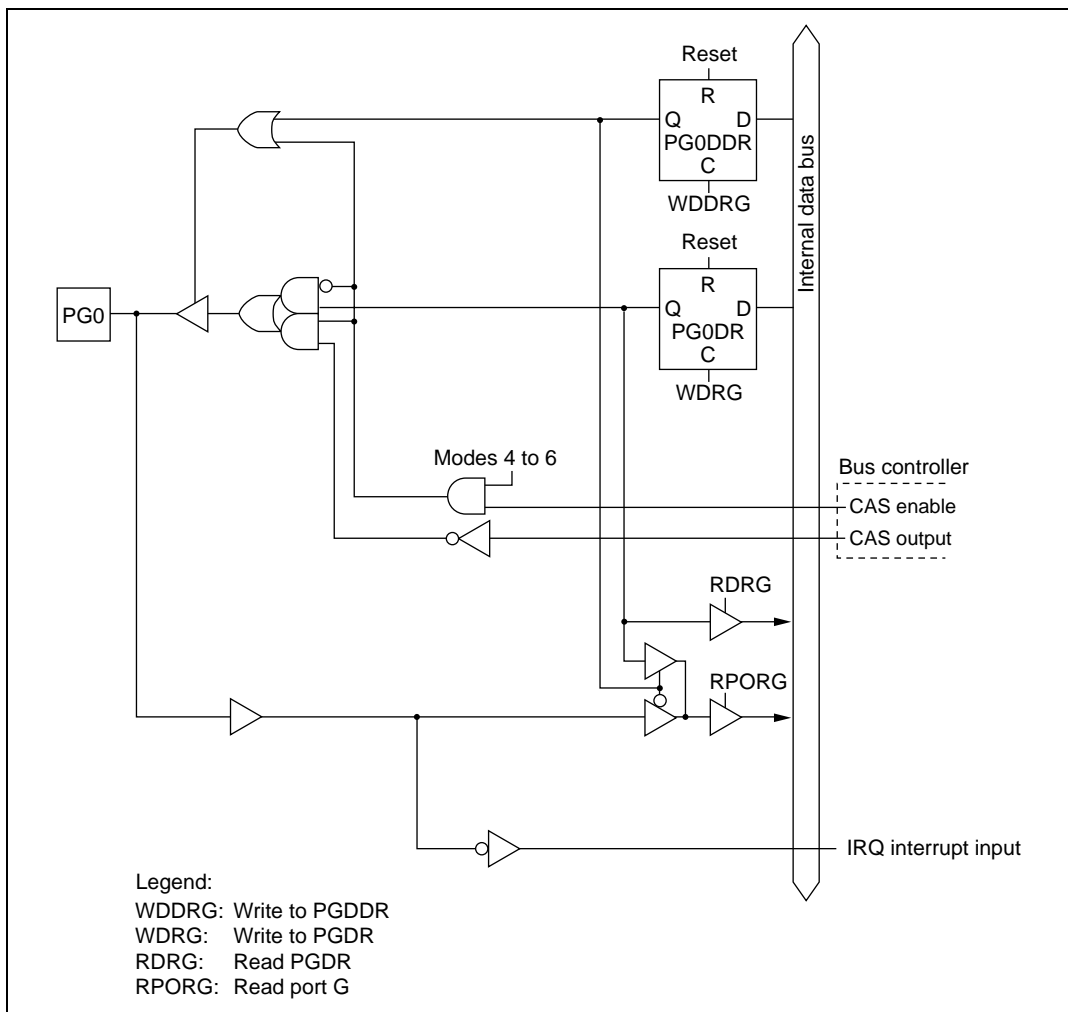 Reset
R
Q D
PG0DDR
C
WDDRG
Reset
R
Q D
PG0DR
C
WDRG
Internal data bus
PG0
Modes 4 to 6
Bus controller
CAS enable
CAS output
RDRG
RPORG
IRQ interrupt input
Legend:
WDDRG: Write to PGDDR
WDRG: Write to PGDR
RDRG: Read PGDR
RPORG: Read port G